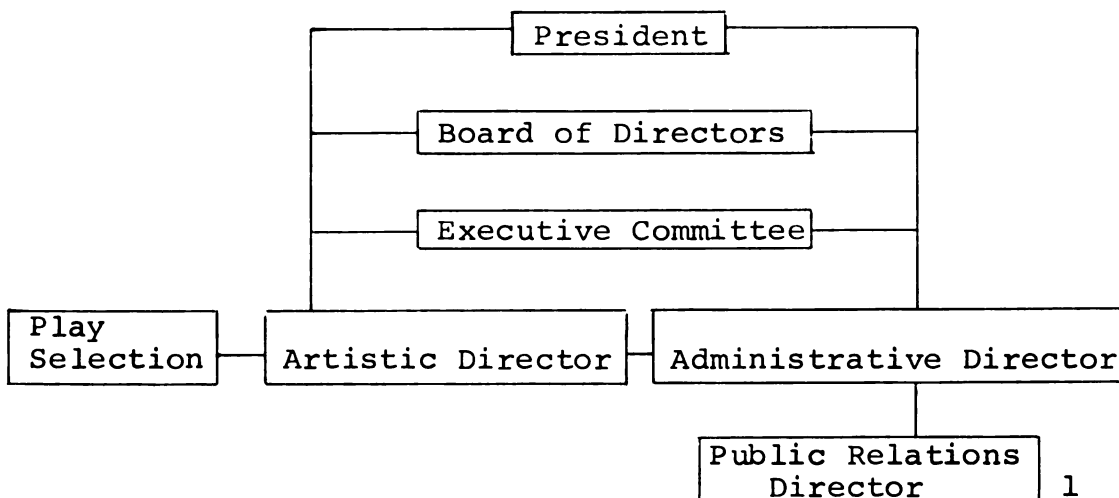 President
Board of Directors
Executive Committee
Play
Selection
Artistic Director
Administrative Director
Public Relations
Director
1